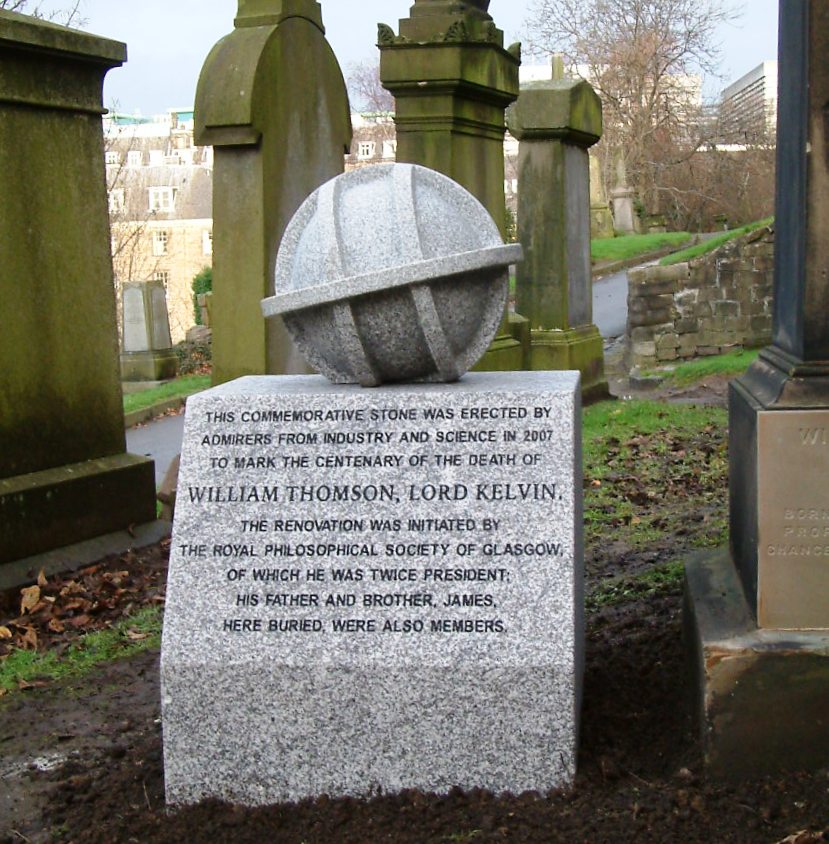 THIS COMMEMORATIVE STONE WAS ERECTED BY
ADMIRERS FROM INDUSTRY AND SCIENCE IN 2007
TO MARK THE CENTENARY OF THE DEATH OF
WILLIAM THOMSON, LORD KELVIN.
THE RENOVATION WAS INITIATED BY
THE ROYAL PHILOSOPHICAL SOCIETY OF GLASGOW,
OF WHICH HE WAS TWICE PRESIDENT;
HIS FATHER AND BROTHER, JAMES,
HERE BURIED, WERE ALSO MEMBERS.
BORN